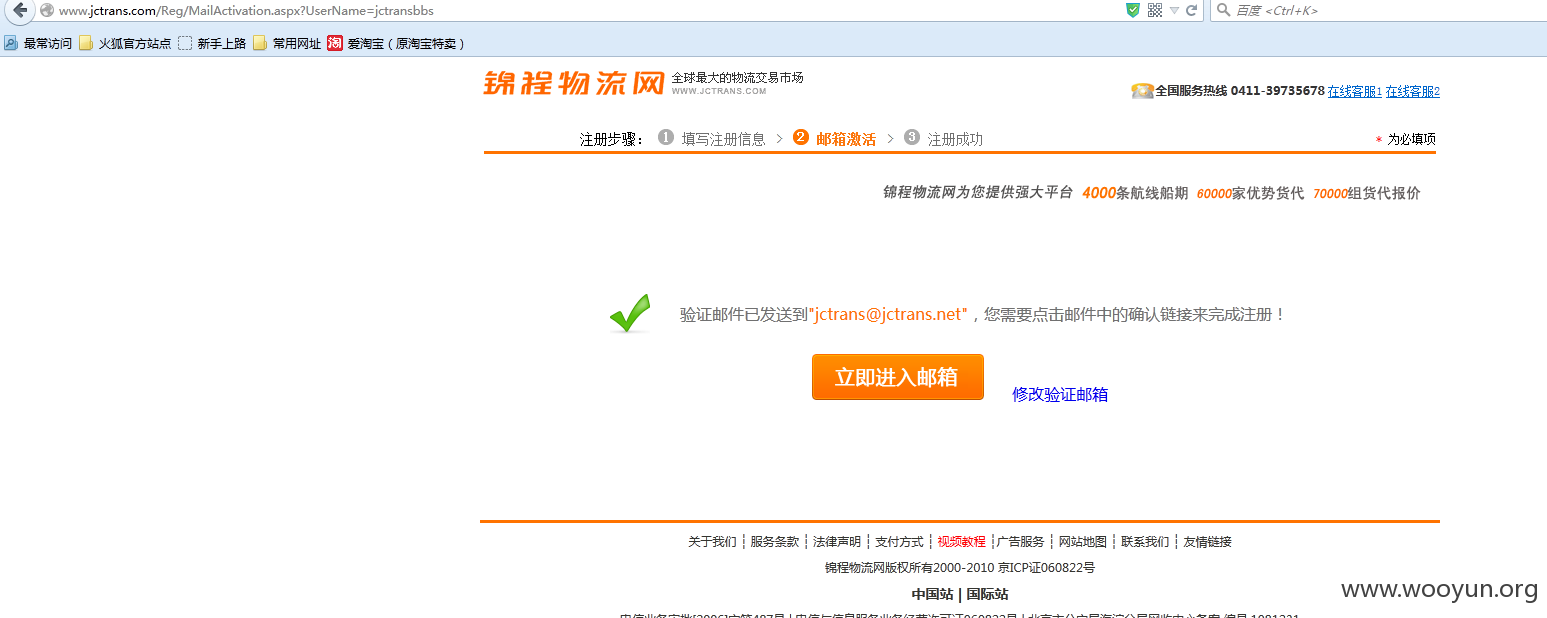 www.jctrans.com/Reg/MailActivation.aspx?UserName=jctransbbs 百度 <Ctrl+K>
最常访问 火狐官方站点 新手上路 常用网址 淘 爱淘宝（原淘宝特卖）
锦程物流网 全球最大的物流交易市场
WWW.JCTRANS.COM
全国服务热线 0411-39735678 在线客服1 在线客服2
注册步骤： 1 填写注册信息 > 2 邮箱激活 > 3 注册成功 * 为必填项
锦程物流网为您提供强大平台 4000条航线船期 60000家优势货代 70000组货代报价
验证邮件已发送到"jctrans@jctrans.net"，您需要点击邮件中的确认链接来完成注册！
立即进入邮箱 修改验证邮箱
关于我们 ┆ 服务条款 ┆ 法律声明 ┆ 支付方式 ┆ 视频教程 ┆ 广告服务 ┆ 网站地图 ┆ 联系我们 ┆ 友情链接
锦程物流网版权所有2000-2010 京ICP证060822号
中国站 | 国际站
www.wooyun.org